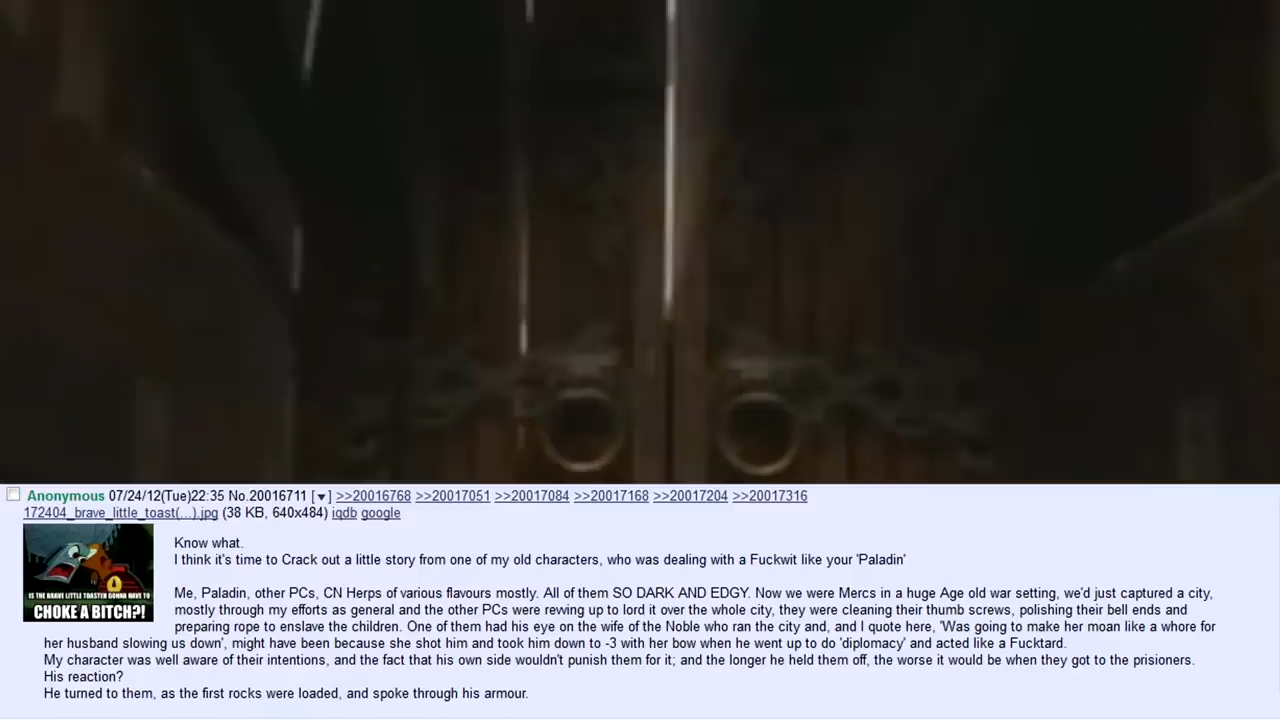 Anonymous 07/24/12(Tue)22:35 No.20016711 [▼] >>20016768 >>20017051 >>20017084 >>20017168 >>20017204 >>20017316
172404_brave_little_toast(...).jpg (38 KB, 640x484) iqdb google
IS THE BRAVE LITTLE TOASTER GONNA HAVE TO
CHOKE A BITCH?!
Know what.
I think it's time to Crack out a little story from one of my old characters, who was dealing with a Fuckwit like your 'Paladin'
Me, Paladin, other PCs, CN Herps of various flavours mostly. All of them SO DARK AND EDGY. Now we were Mercs in a huge Age old war setting, we'd just captured a city,
mostly through my efforts as general and the other PCs were revving up to lord it over the whole city, they were cleaning their thumb screws, polishing their bell ends and
preparing rope to enslave the children. One of them had his eye on the wife of the Noble who ran the city and, and I quote here, 'Was going to make her moan like a whore for
her husband slowing us down', might have been because she shot him and took him down to -3 with her bow when he went up to do 'diplomacy' and acted like a Fucktard.
My character was well aware of their intentions, and the fact that his own side wouldn't punish them for it; and the longer he held them off, the worse it would be when they got to the prisioners.
His reaction?
He turned to them, as the first rocks were loaded, and spoke through his armour.